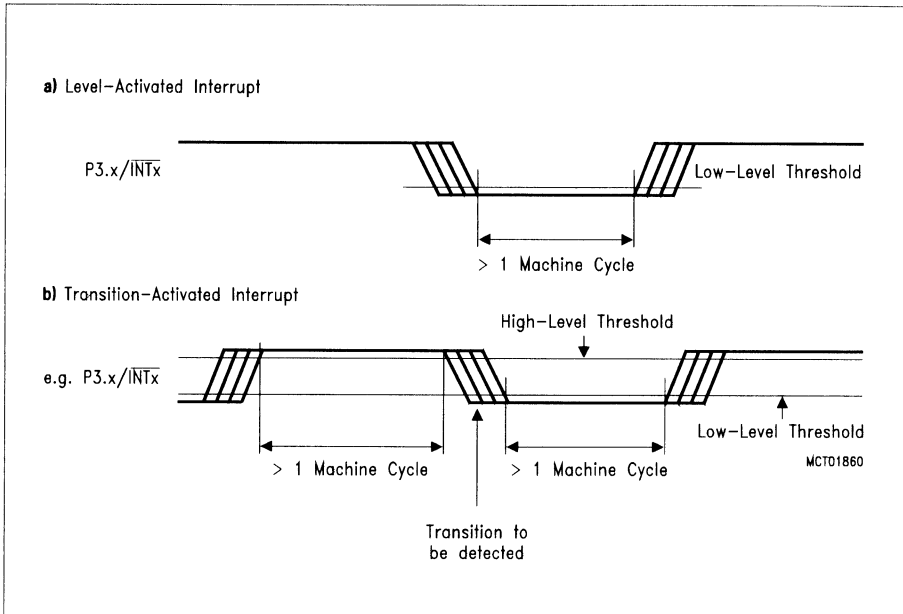 a) Level-Activated Interrupt
P3.x/INTx
Low-Level Threshold
> 1 Machine Cycle
b) Transition-Activated Interrupt
High-Level Threshold
e.g. P3.x/INTx
Low-Level Threshold
> 1 Machine Cycle
> 1 Machine Cycle
MCT01860
Transition to
be detected